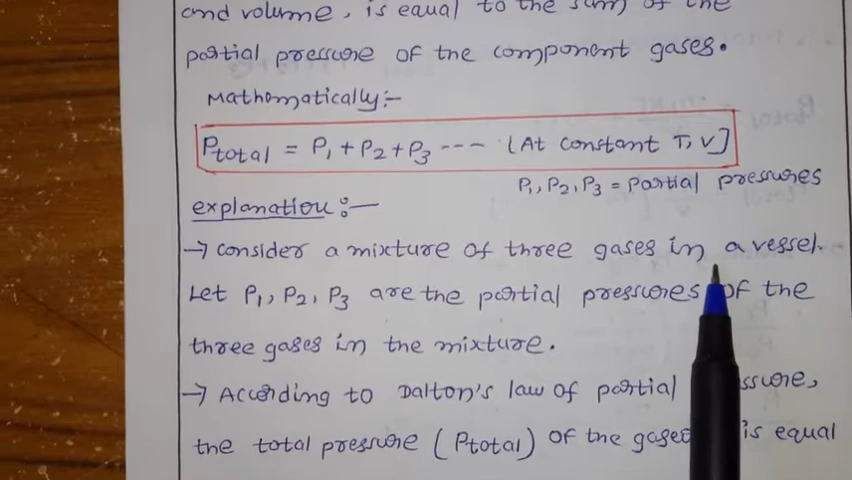 and volume, is equal to the sum of the
partial pressure of the component gases.
Mathematically:-
Ptotal = P1 + P2 + P3 ---- [At constant T, V]
P1, P2, P3 = partial pressures
explanation:-
→ Consider a mixture of three gases in a vessel.
Let P1, P2, P3 are the partial pressures of the
three gases in the mixture.
→ According to Dalton's law of partial
the total pressure (Ptotal) of the is equal